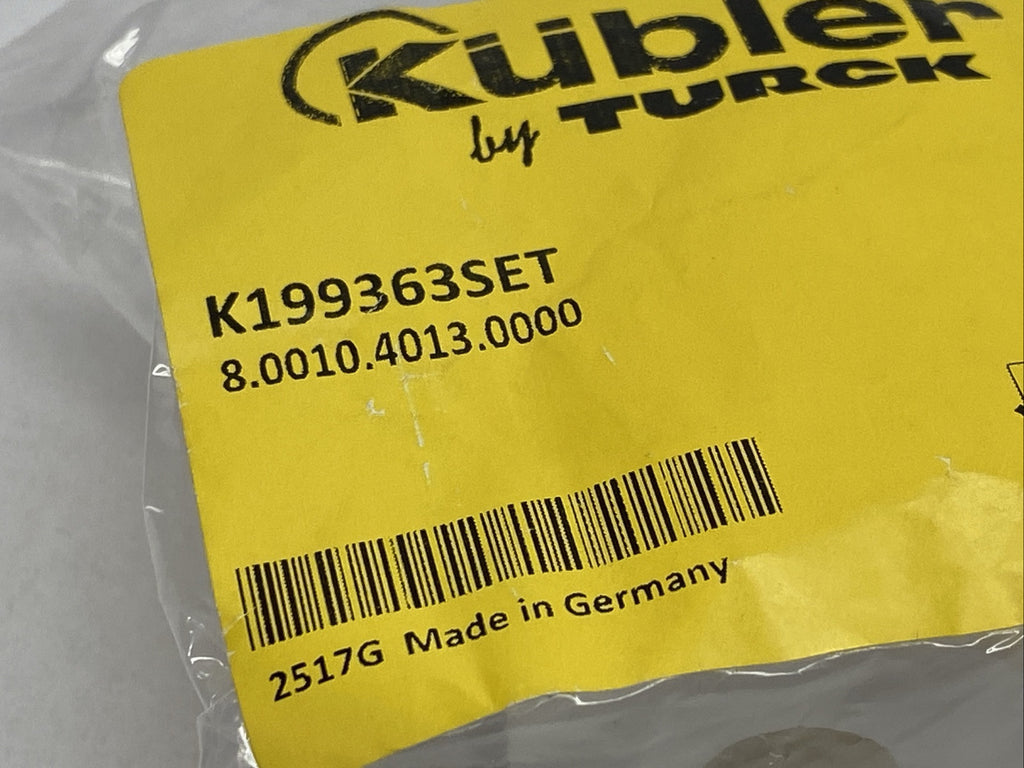 Kübler
by TURCK
K199363SET
8.0010.4013.0000
2517G Made in Germany